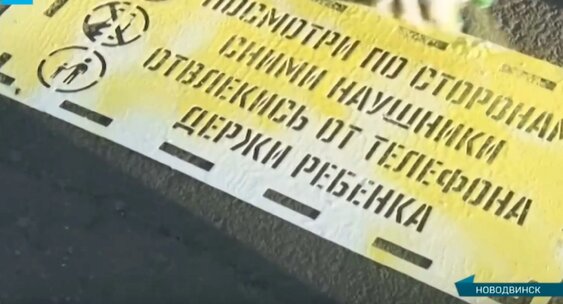 ПОСМОТРИ ПО СТОРОНАМ
СНИМИ НАУШНИКИ
ОТВЛЕКИСЬ ОТ ТЕЛЕФОНА
ДЕРЖИ РЕБЕНКА
НОВОДВИНСК